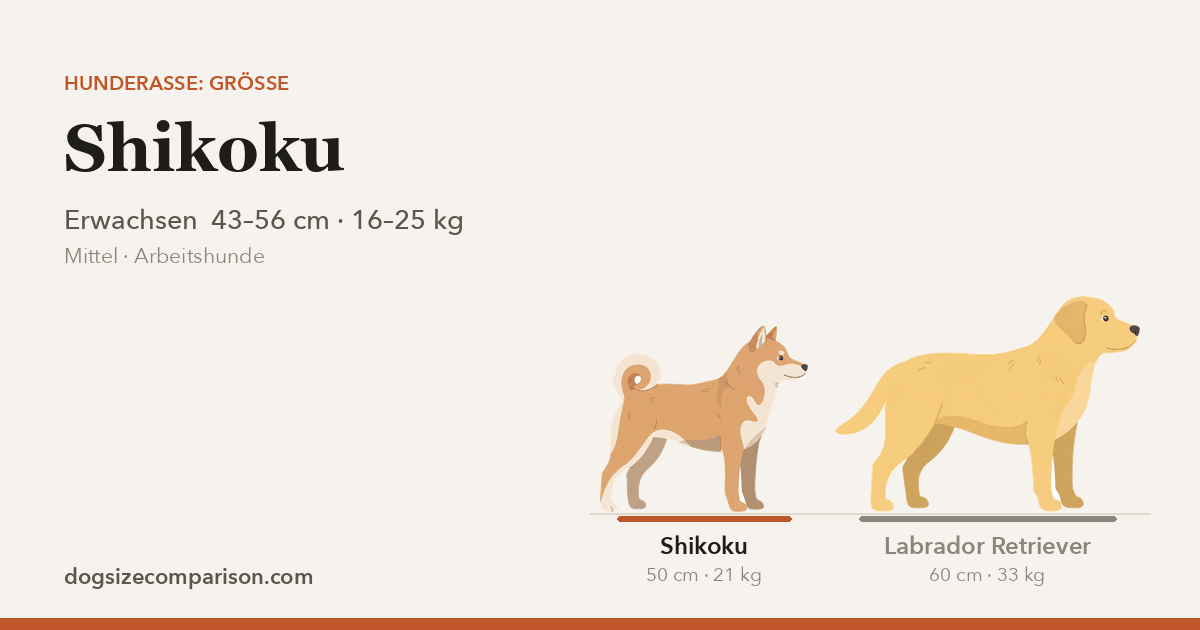 HUNDERASSE: GRÖSSE
Shikoku
Erwachsen 43–56 cm · 16–25 kg
Mittel · Arbeitshunde
Shikoku
50 cm · 21 kg
Labrador Retriever
60 cm · 33 kg
dogsizecomparison.com